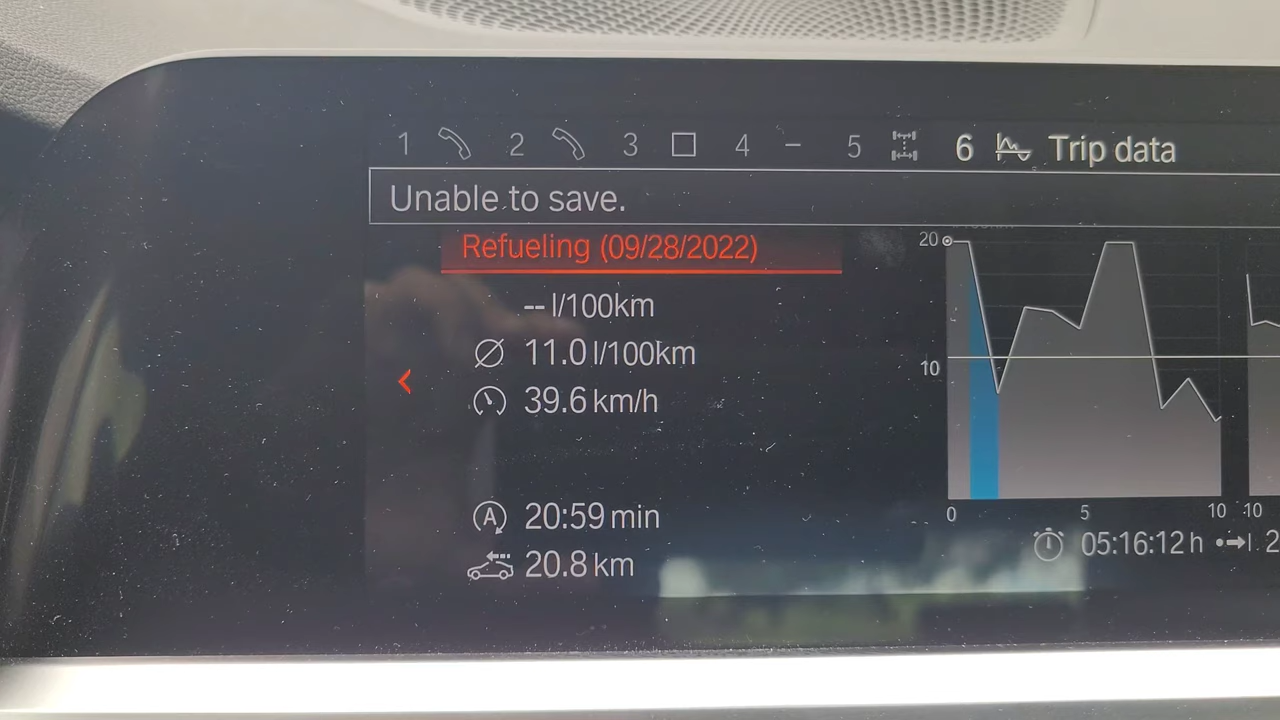 1 2 3 4 – 5 6 Trip data
Unable to save.
Refueling (09/28/2022)
-- l/100km
11.0 l/100km
39.6 km/h
A 20:59 min
20.8 km
20
10
0 5 10 10
05:16:12 h 2